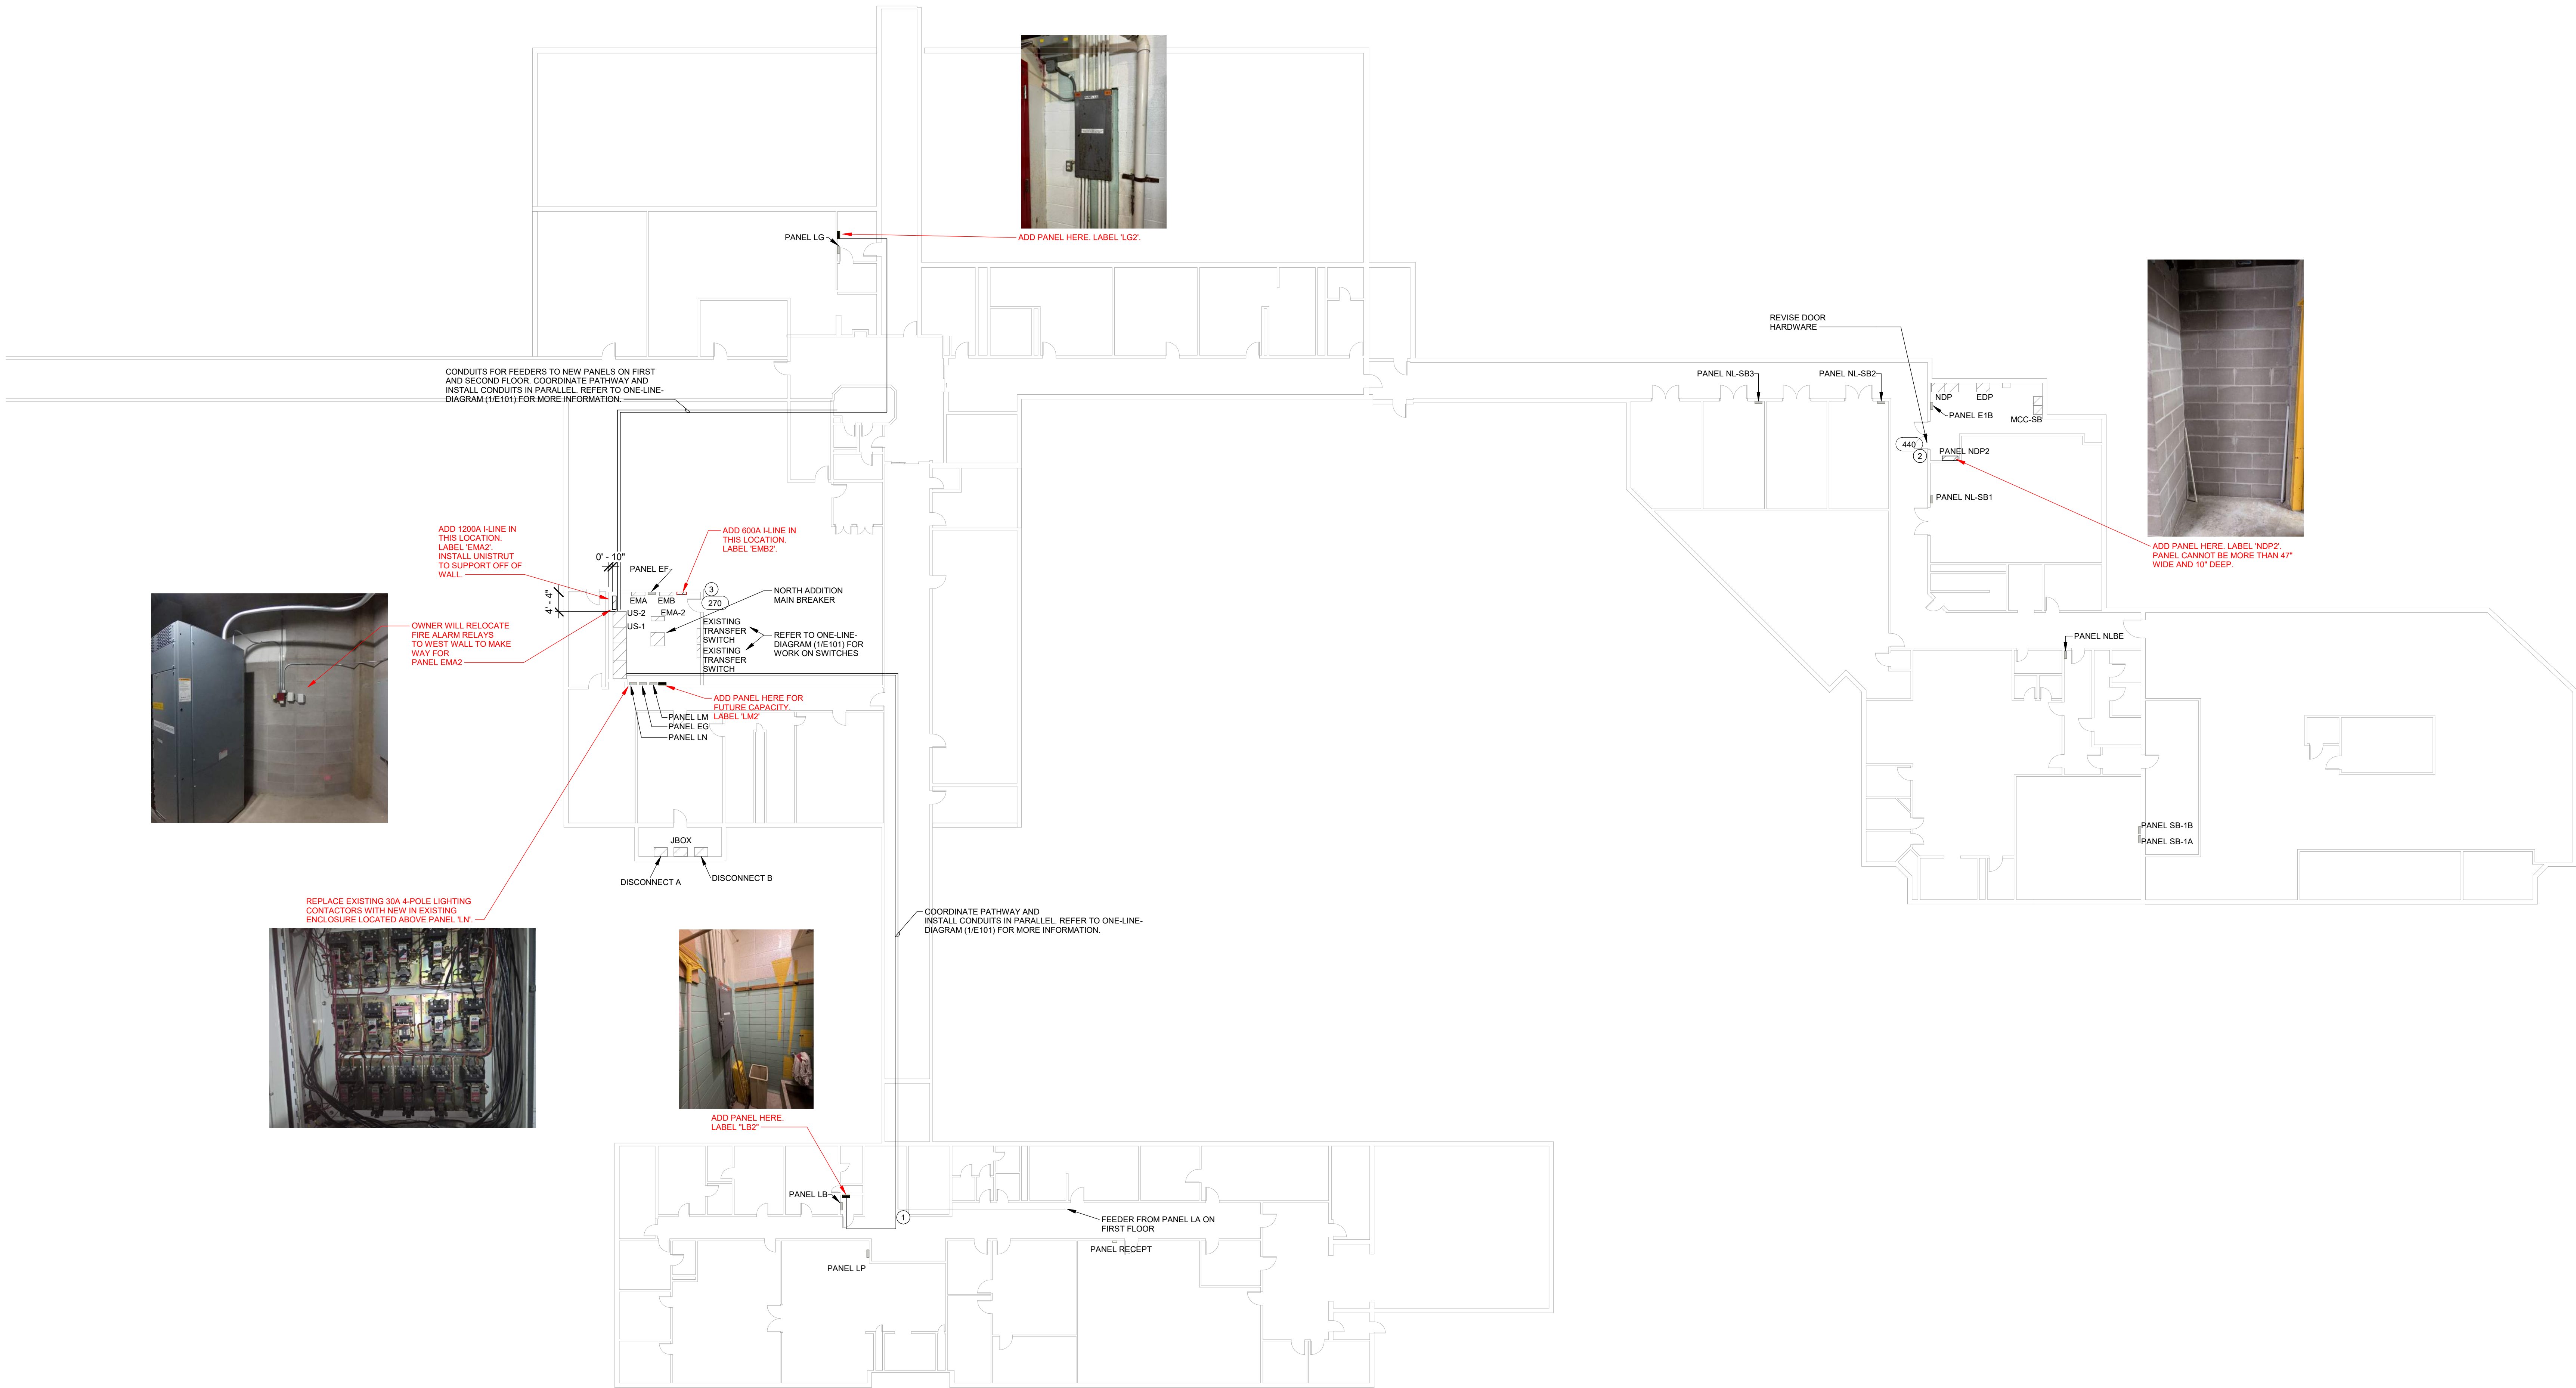 PANEL LG
ADD PANEL HERE. LABEL 'LG2'.
CONDUITS FOR FEEDERS TO NEW PANELS ON FIRST
AND SECOND FLOOR. COORDINATE PATHWAY AND
INSTALL CONDUITS IN PARALLEL. REFER TO ONE-LINE-
DIAGRAM (1/E101) FOR MORE INFORMATION.
REVISE DOOR
HARDWARE
PANEL NL-SB3
PANEL NL-SB2
NDP
EDP
PANEL E1B
MCC-SB
440
2
PANEL NDP2
PANEL NL-SB1
ADD PANEL HERE. LABEL 'NDP2'.
PANEL CANNOT BE MORE THAN 47"
WIDE AND 10" DEEP.
ADD 1200A I-LINE IN
THIS LOCATION.
LABEL 'EMA2'.
INSTALL UNISTRUT
TO SUPPORT OFF OF
WALL.
ADD 600A I-LINE IN
THIS LOCATION.
LABEL 'EMB2'.
0' - 10"
PANEL EF
4' - 4"
EMA
EMB
3
270
NORTH ADDITION
MAIN BREAKER
US-2
EMA-2
US-1
EXISTING
TRANSFER
SWITCH
EXISTING
TRANSFER
SWITCH
REFER TO ONE-LINE-
DIAGRAM (1/E101) FOR
WORK ON SWITCHES
OWNER WILL RELOCATE
FIRE ALARM RELAYS
TO WEST WALL TO MAKE
WAY FOR
PANEL EMA2
PANEL NLBE
ADD PANEL HERE FOR
FUTURE CAPACITY.
LABEL 'LM2'
PANEL LM
PANEL EG
PANEL LN
PANEL SB-1B
PANEL SB-1A
JBOX
DISCONNECT A
DISCONNECT B
REPLACE EXISTING 30A 4-POLE LIGHTING
CONTACTORS WITH NEW IN EXISTING
ENCLOSURE LOCATED ABOVE PANEL 'LN'.
COORDINATE PATHWAY AND
INSTALL CONDUITS IN PARALLEL. REFER TO ONE-LINE-
DIAGRAM (1/E101) FOR MORE INFORMATION.
ADD PANEL HERE.
LABEL "LB2"
PANEL LB
1
FEEDER FROM PANEL LA ON
FIRST FLOOR
PANEL RECEPT
PANEL LP